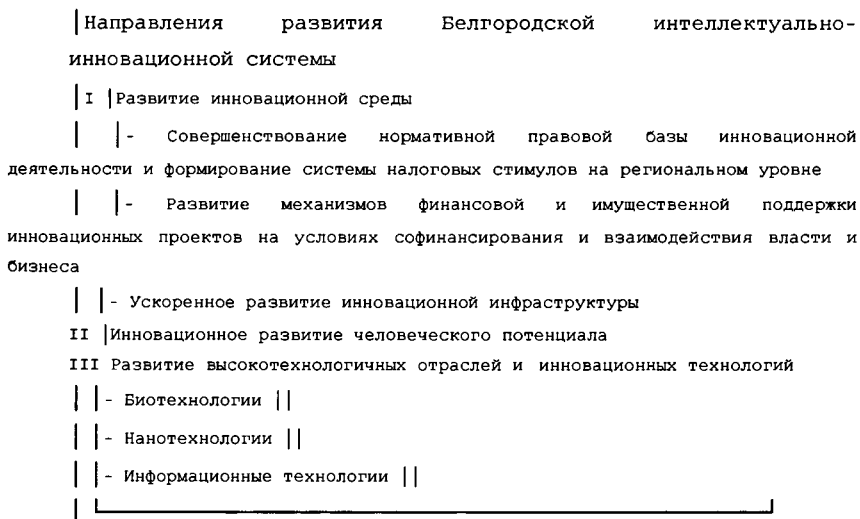 |Направления развития Белгородской интеллектуально-
инновационной системы
|I |Развитие инновационной среды
| |- Совершенствование нормативной правовой базы инновационной
деятельности и формирование системы налоговых стимулов на региональном уровне
| |- Развитие механизмов финансовой и имущественной поддержки
инновационных проектов на условиях софинансирования и взаимодействия власти и
бизнеса
| |- Ускоренное развитие инновационной инфраструктуры
II |Инновационное развитие человеческого потенциала
III Развитие высокотехнологичных отраслей и инновационных технологий
| |- Биотехнологии ||
| |- Нанотехнологии ||
| |- Информационные технологии ||